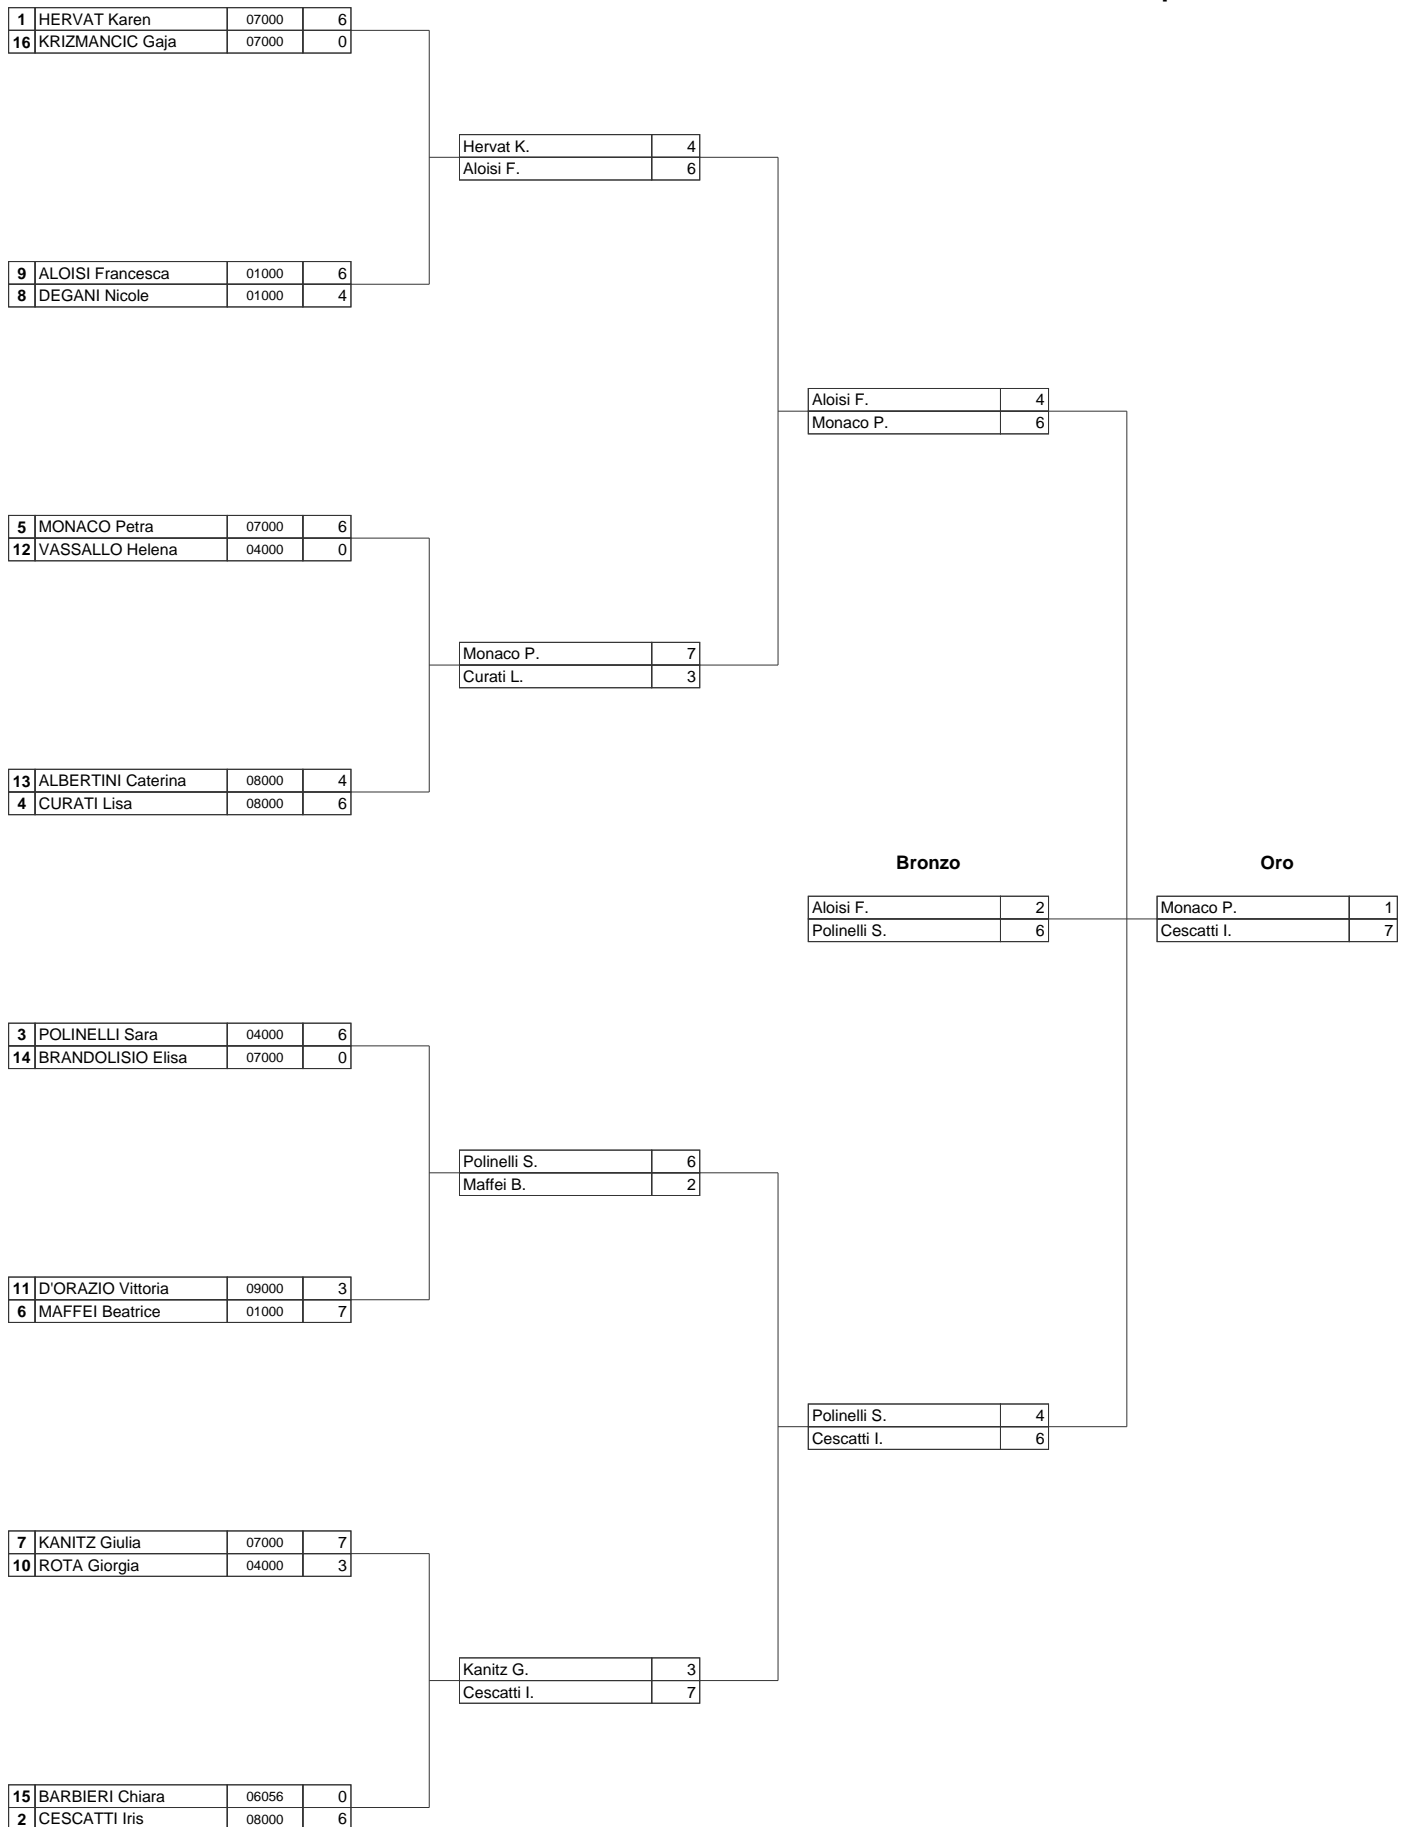 1 HERVAT Karen 07000 6
16 KRIZMANCIC Gaja 07000 0
Hervat K. 4
Aloisi F. 6
9 ALOISI Francesca 01000 6
8 DEGANI Nicole 01000 4
Aloisi F. 4
Monaco P. 6
5 MONACO Petra 07000 6
12 VASSALLO Helena 04000 0
Monaco P. 7
Curati L. 3
13 ALBERTINI Caterina 08000 4
4 CURATI Lisa 08000 6
Bronzo Oro
Aloisi F. 2 Monaco P. 1
Polinelli S. 6 Cescatti I. 7
3 POLINELLI Sara 04000 6
14 BRANDOLISIO Elisa 07000 0
Polinelli S. 6
Maffei B. 2
11 D'ORAZIO Vittoria 09000 3
6 MAFFEI Beatrice 01000 7
Polinelli S. 4
Cescatti I. 6
7 KANITZ Giulia 07000 7
10 ROTA Giorgia 04000 3
Kanitz G. 3
Cescatti I. 7
15 BARBIERI Chiara 06056 0
2 CESCATTI Iris 08000 6